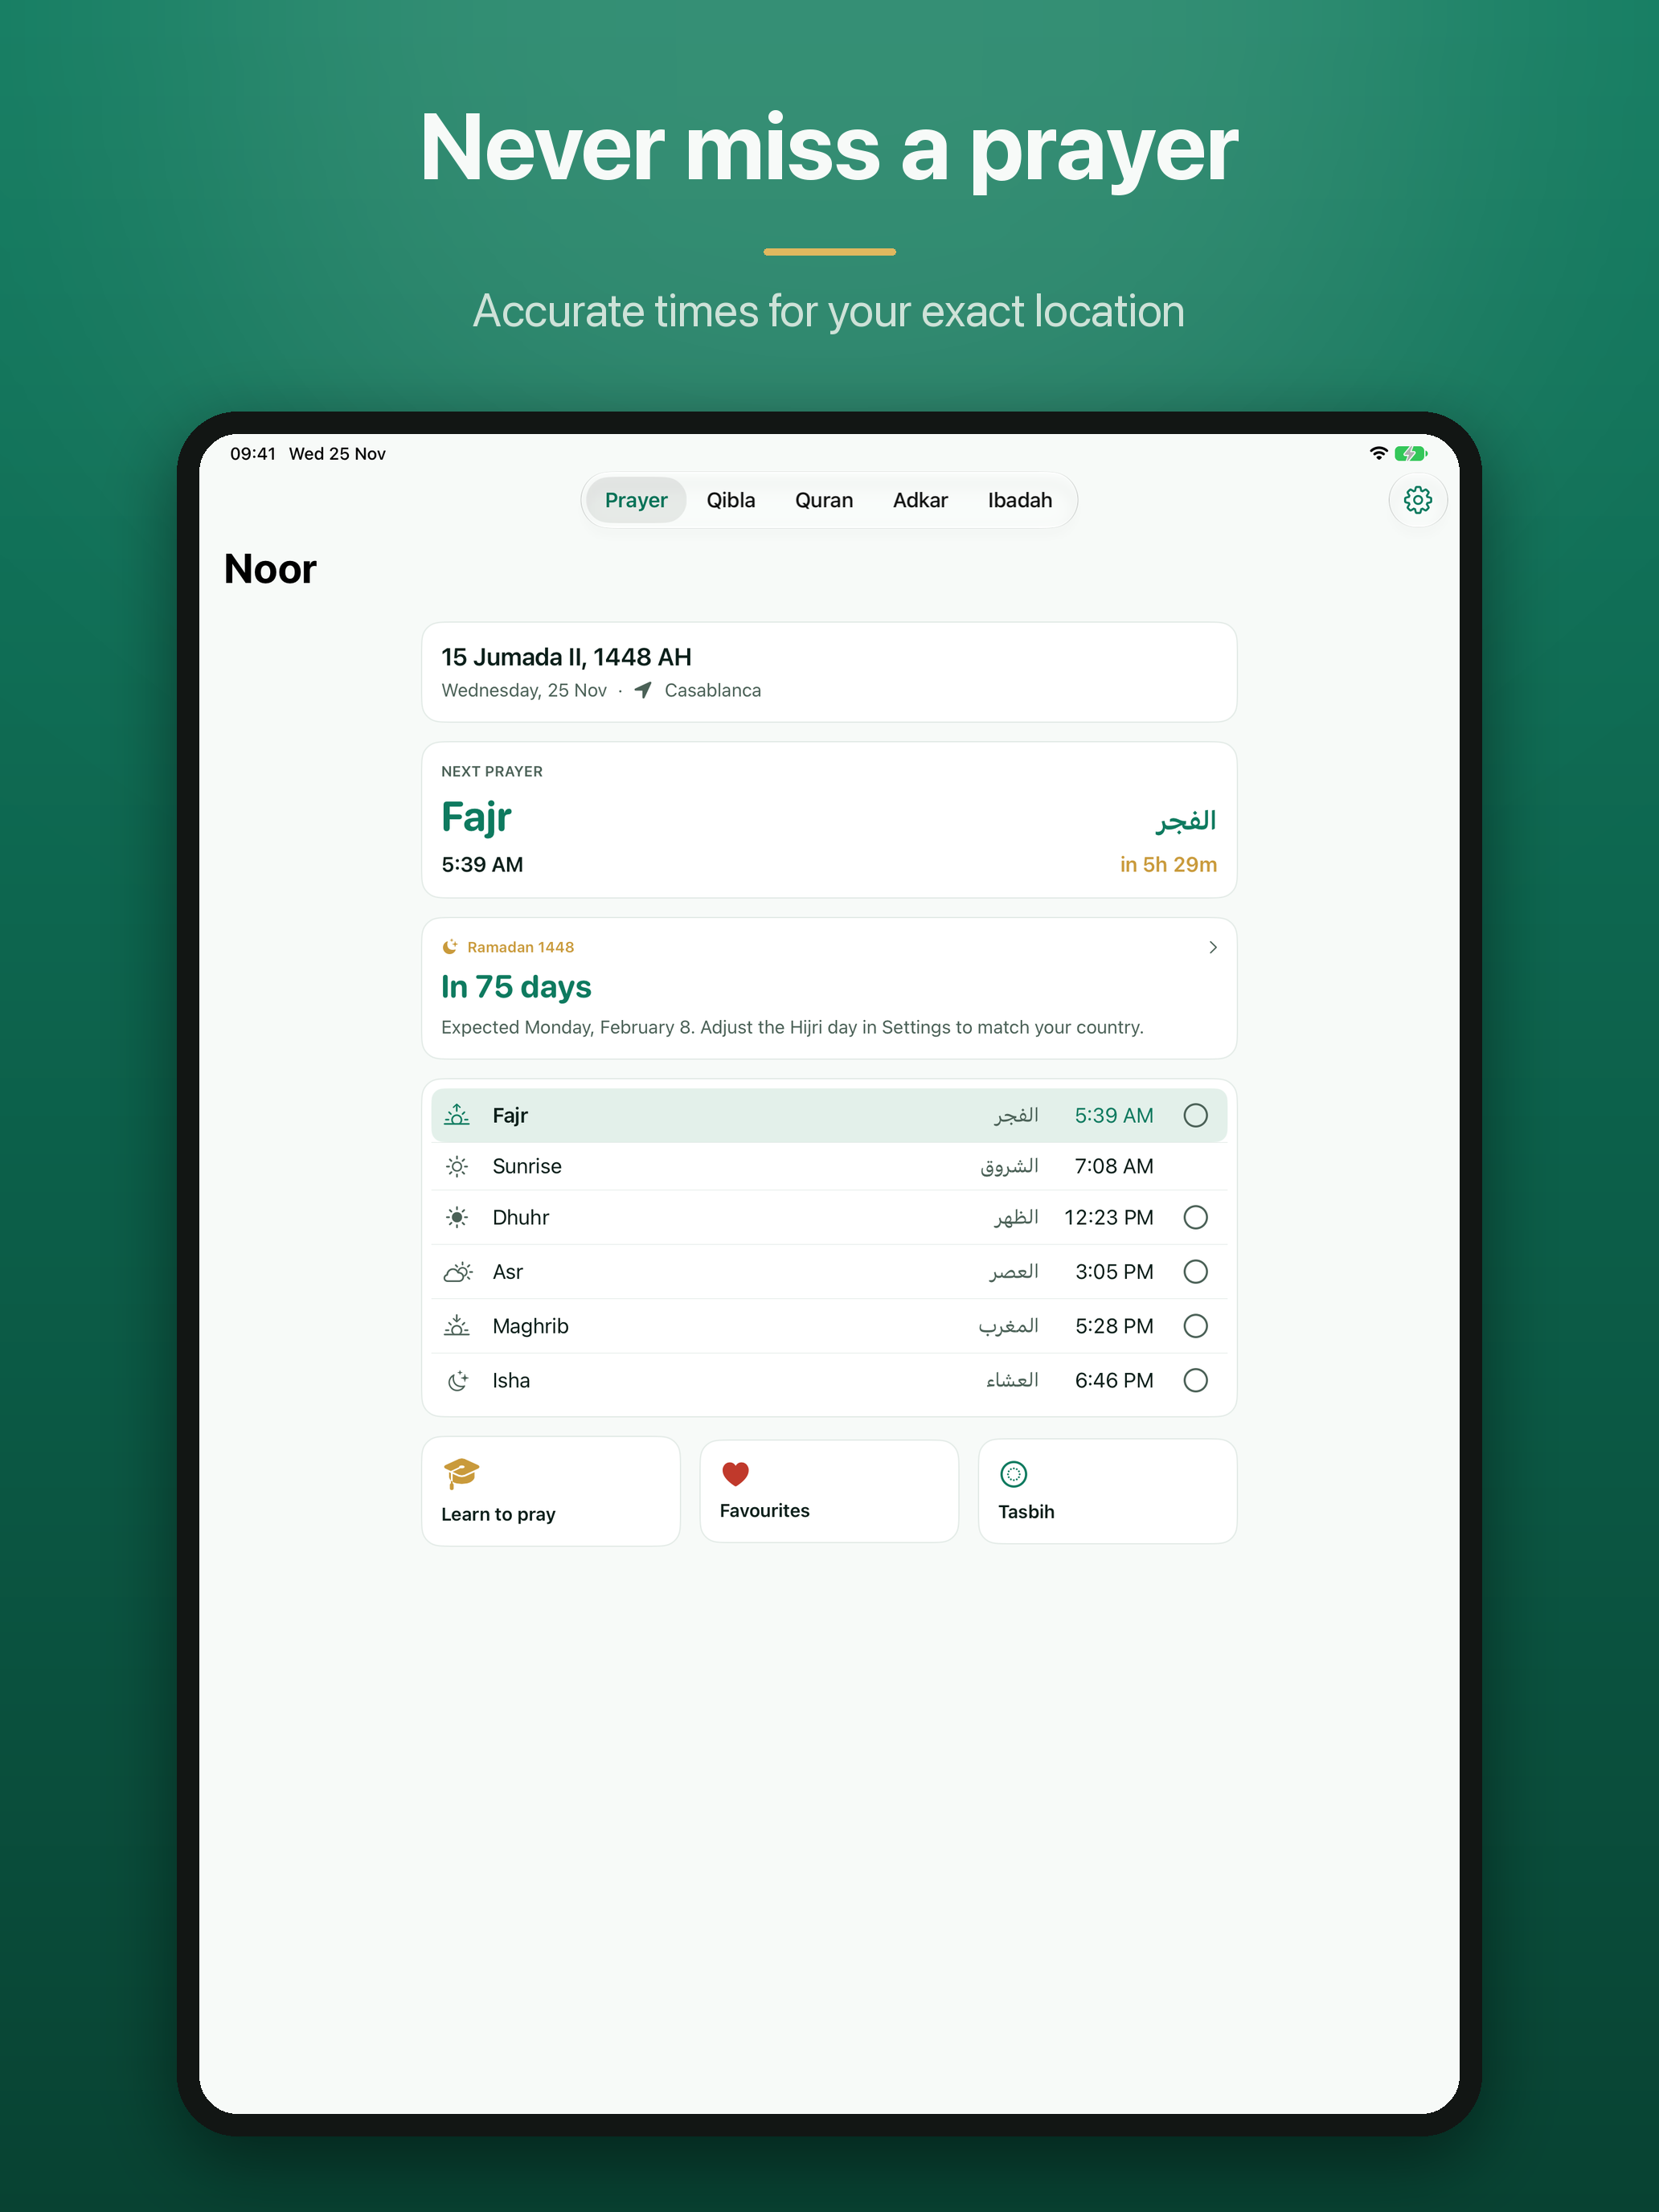 Never miss a prayer
Accurate times for your exact location
09:41 Wed 25 Nov
Prayer Qibla Quran Adkar Ibadah
Noor
15 Jumada II, 1448 AH
Wednesday, 25 Nov · Casablanca
NEXT PRAYER
Fajr الفجر
5:39 AM in 5h 29m
Ramadan 1448
In 75 days
Expected Monday, February 8. Adjust the Hijri day in Settings to match your country.
Fajr الفجر 5:39 AM
Sunrise الشروق 7:08 AM
Dhuhr الظهر 12:23 PM
Asr العصر 3:05 PM
Maghrib المغرب 5:28 PM
Isha العشاء 6:46 PM
Learn to pray Favourites Tasbih